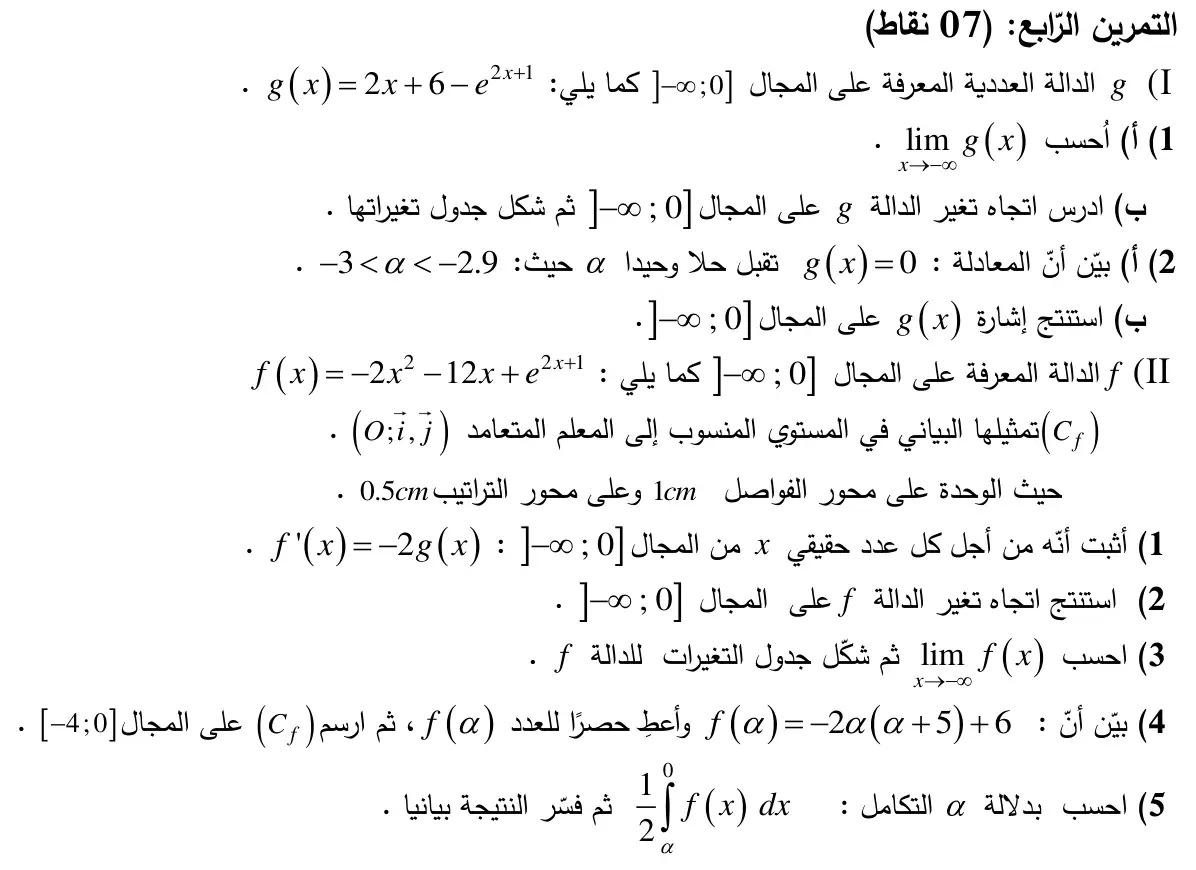 التمرين الرّابع: (07 نقاط)
I) g الدالة العددية المعرفة على المجال ]−∞;0] كما يلي: g(x) = 2x + 6 − e^{2x+1} .
1) أ) اُحسب lim_{x→−∞} g(x) .
ب) ادرس اتجاه تغير الدالة g على المجال ]−∞ ; 0] ثم شكل جدول تغيراتها .
2) أ) بيّن أنّ المعادلة : g(x) = 0 تقبل حلا وحيدا α حيث: −3 < α < −2.9 .
ب) استنتج إشارة g(x) على المجال ]−∞ ; 0] .
II) f الدالة المعرفة على المجال ]−∞ ; 0] كما يلي : f(x) = −2x² − 12x + e^{2x+1}
(C_f) تمثيلها البياني في المستوي المنسوب إلى المعلم المتعامد (O; i⃗, j⃗) .
حيث الوحدة على محور الفواصل 1cm وعلى محور التراتيب 0.5cm .
1) أثبت أنّه من أجل كل عدد حقيقي x من المجال ]−∞ ; 0] : f'(x) = −2g(x) .
2) استنتج اتجاه تغير الدالة f على المجال ]−∞ ; 0] .
3) احسب lim_{x→−∞} f(x) ثم شكّل جدول التغيرات للدالة f .
4) بيّن أنّ : f(α) = −2α(α + 5) + 6 وأعطِ حصرًا للعدد f(α) ، ثم ارسم (C_f) على المجال [−4;0] .
5) احسب بدلالة α التكامل : \frac{1}{2}∫_{α}^{0} f(x) dx ثم فسّر النتيجة بيانيا .